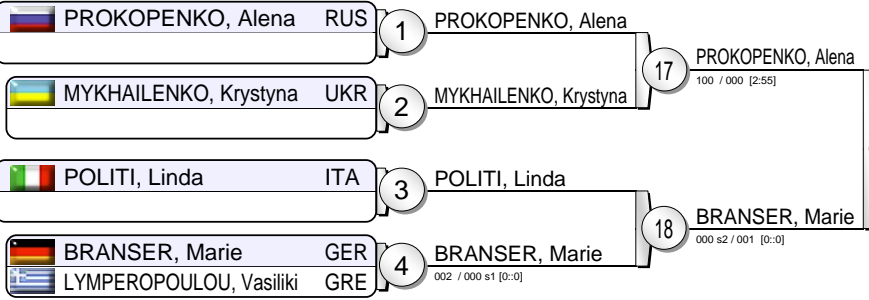 PROKOPENKO, Alena RUS
1
PROKOPENKO, Alena
MYKHAILENKO, Krystyna UKR
2
MYKHAILENKO, Krystyna
17
PROKOPENKO, Alena
100 / 000 [2:55]
POLITI, Linda ITA
3
POLITI, Linda
BRANSER, Marie GER
LYMPEROPOULOU, Vasiliki GRE
4
BRANSER, Marie
002 / 000 s1 [0::0]
18
BRANSER, Marie
000 s2 / 001 [0::0]